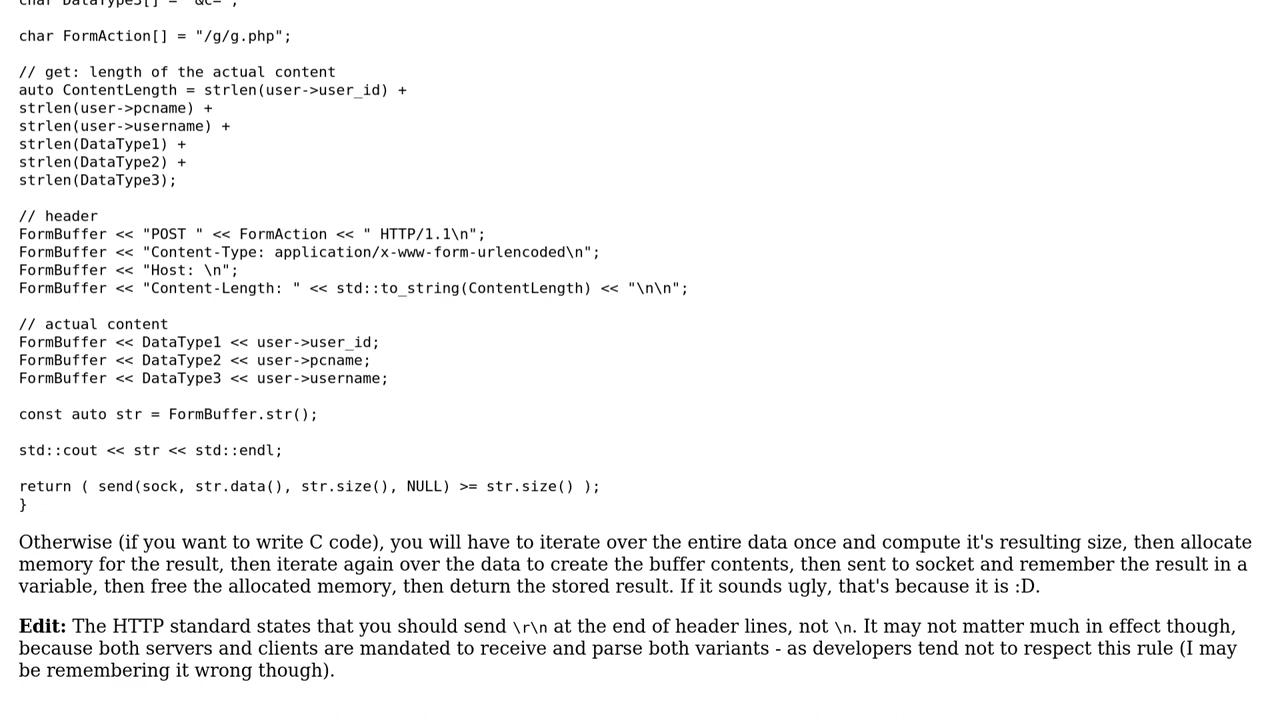 char DataType3[] = "&c=";
char FormAction[] = "/g/g.php";
// get: length of the actual content
auto ContentLength = strlen(user->user_id) +
strlen(user->pcname) +
strlen(user->username) +
strlen(DataType1) +
strlen(DataType2) +
strlen(DataType3);
// header
FormBuffer << "POST " << FormAction << " HTTP/1.1\n";
FormBuffer << "Content-Type: application/x-www-form-urlencoded\n";
FormBuffer << "Host: \n";
FormBuffer << "Content-Length: " << std::to_string(ContentLength) << "\n\n";
// actual content
FormBuffer << DataType1 << user->user_id;
FormBuffer << DataType2 << user->pcname;
FormBuffer << DataType3 << user->username;
const auto str = FormBuffer.str();
std::cout << str << std::endl;
return ( send(sock, str.data(), str.size(), NULL) >= str.size() );
}
Otherwise (if you want to write C code), you will have to iterate over the entire data once and compute it's resulting size, then allocate
memory for the result, then iterate again over the data to create the buffer contents, then sent to socket and remember the result in a
variable, then free the allocated memory, then deturn the stored result. If it sounds ugly, that's because it is :D.
Edit: The HTTP standard states that you should send \r\n at the end of header lines, not \n. It may not matter much in effect though,
because both servers and clients are mandated to receive and parse both variants - as developers tend not to respect this rule (I may
be remembering it wrong though).